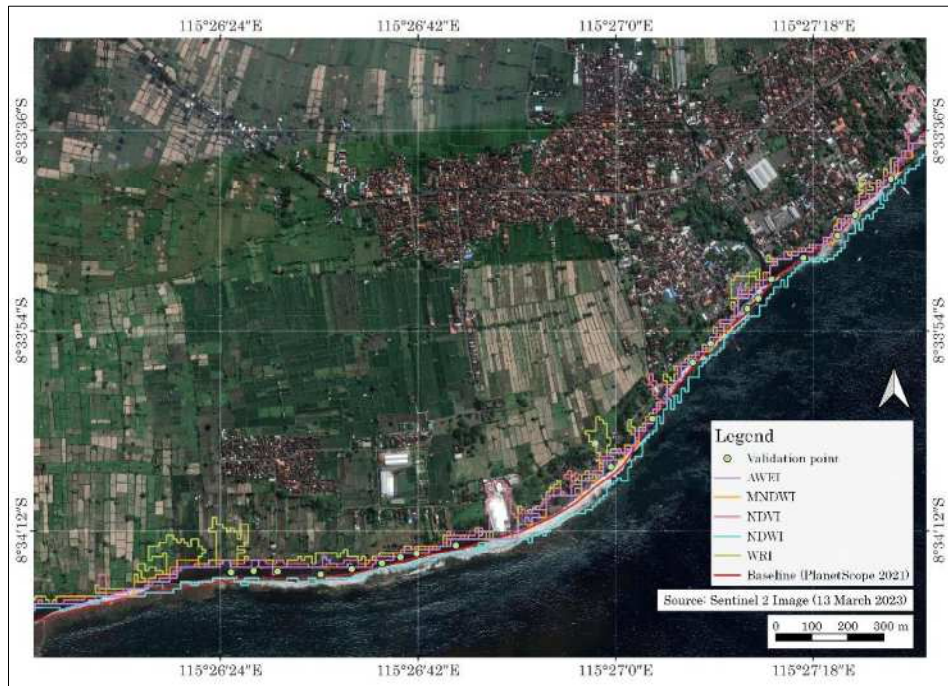 115°26'24"E 115°26'42"E 115°27'0"E 115°27'18"E
8°33'36"S 8°33'36"S
8°33'54"S 8°33'54"S
8°34'12"S 8°34'12"S
Legend
Validation point
AWEI
MNDWI
NDVI
NDWI
WRI
Baseline (PlanetScope 2021)
Source: Sentinel 2 Image (13 March 2023)
0 100 200 300 m
115°26'24"E 115°26'42"E 115°27'0"E 115°27'18"E